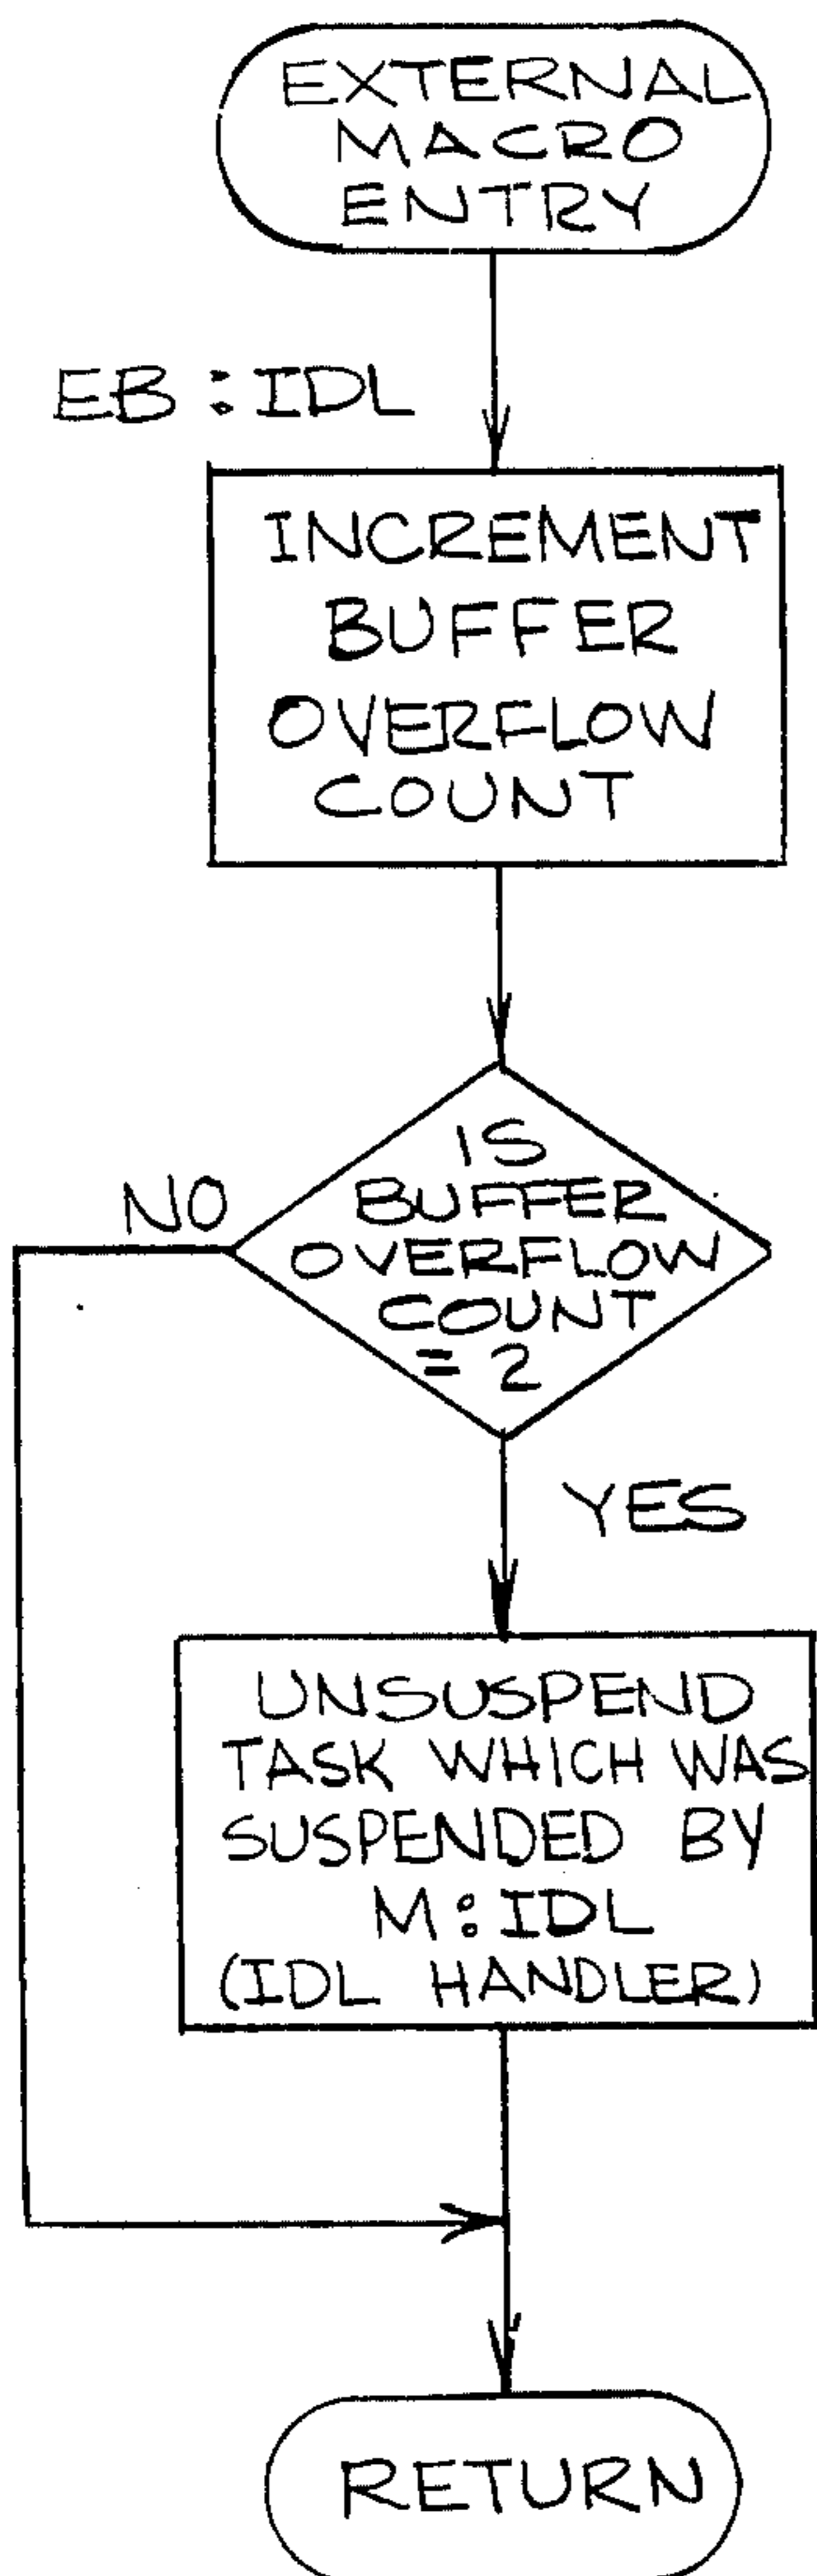 EXTERNAL
MACRO
ENTRY
EB:IDL
INCREMENT
BUFFER
OVERFLOW
COUNT
IS
BUFFER
OVERFLOW
COUNT
= 2
NO
YES
UNSUSPEND
TASK WHICH WAS
SUSPENDED BY
M:IDL
(IDL HANDLER)
RETURN